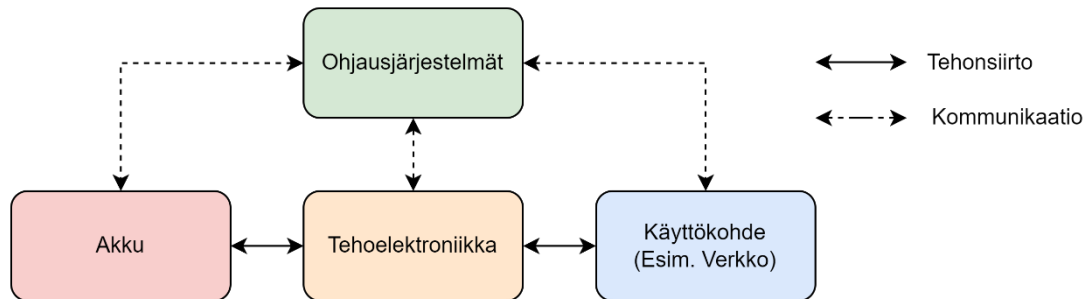 Ohjausjärjestelmät
Tehonsiirto
Kommunikaatio
Akku
Tehoelektroniikka
Käyttökohde
(Esim. Verkko)